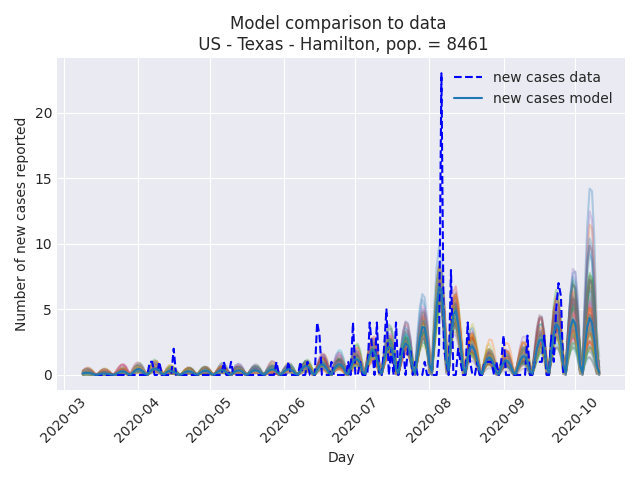 Model comparison to data
US - Texas - Hamilton, pop. = 8461
new cases data
new cases model
Number of new cases reported
20
15
10
5
0
2020-03
2020-04
2020-05
2020-06
2020-07
2020-08
2020-09
2020-10
Day